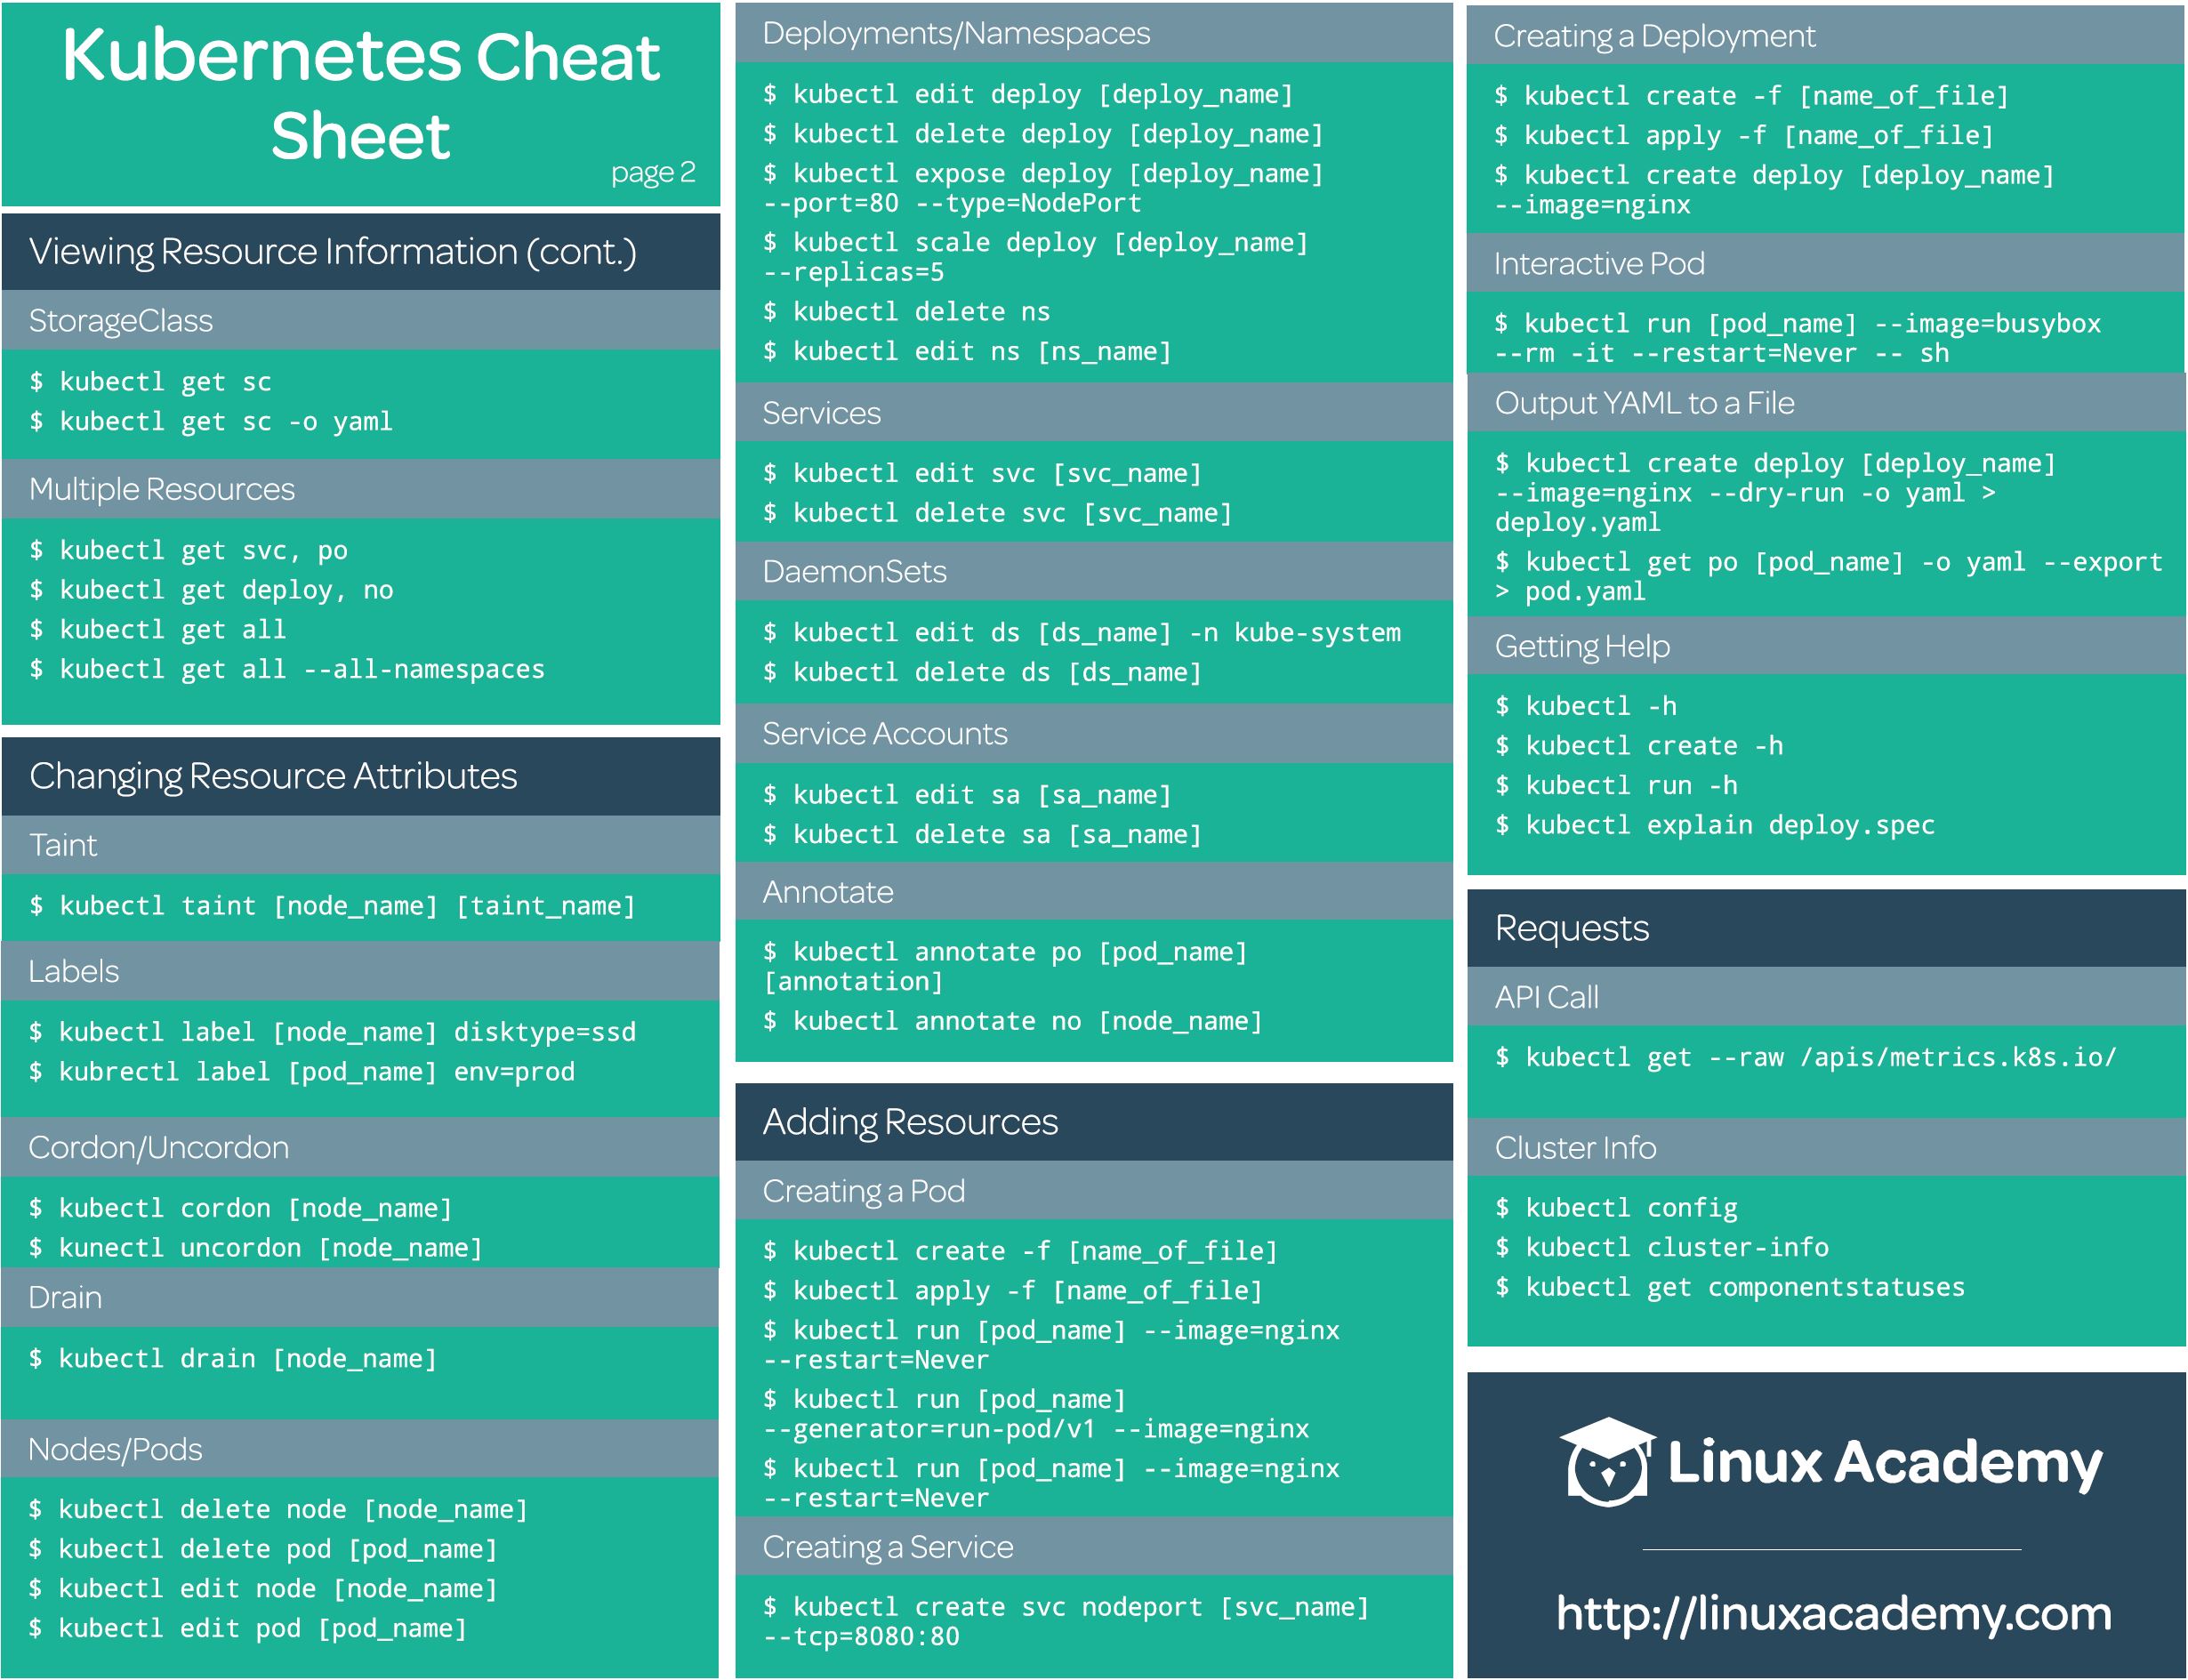 Kubernetes Cheat
Sheet
page 2
Viewing Resource Information (cont.)
StorageClass
$ kubectl get sc
$ kubectl get sc -o yaml
Multiple Resources
$ kubectl get svc, po
$ kubectl get deploy, no
$ kubectl get all
$ kubectl get all --all-namespaces
Changing Resource Attributes
Taint
$ kubectl taint [node_name] [taint_name]
Labels
$ kubectl label [node_name] disktype=ssd
$ kubrectl label [pod_name] env=prod
Cordon/Uncordon
$ kubectl cordon [node_name]
$ kunectl uncordon [node_name]
Drain
$ kubectl drain [node_name]
Nodes/Pods
$ kubectl delete node [node_name]
$ kubectl delete pod [pod_name]
$ kubectl edit node [node_name]
$ kubectl edit pod [pod_name]
Deployments/Namespaces
$ kubectl edit deploy [deploy_name]
$ kubectl delete deploy [deploy_name]
$ kubectl expose deploy [deploy_name]
--port=80 --type=NodePort
$ kubectl scale deploy [deploy_name]
--replicas=5
$ kubectl delete ns
$ kubectl edit ns [ns_name]
Services
$ kubectl edit svc [svc_name]
$ kubectl delete svc [svc_name]
DaemonSets
$ kubectl edit ds [ds_name] -n kube-system
$ kubectl delete ds [ds_name]
Service Accounts
$ kubectl edit sa [sa_name]
$ kubectl delete sa [sa_name]
Annotate
$ kubectl annotate po [pod_name]
[annotation]
$ kubectl annotate no [node_name]
Adding Resources
Creating a Pod
$ kubectl create -f [name_of_file]
$ kubectl apply -f [name_of_file]
$ kubectl run [pod_name] --image=nginx
--restart=Never
$ kubectl run [pod_name]
--generator=run-pod/v1 --image=nginx
$ kubectl run [pod_name] --image=nginx
--restart=Never
Creating a Service
$ kubectl create svc nodeport [svc_name]
--tcp=8080:80
Creating a Deployment
$ kubectl create -f [name_of_file]
$ kubectl apply -f [name_of_file]
$ kubectl create deploy [deploy_name]
--image=nginx
Interactive Pod
$ kubectl run [pod_name] --image=busybox
--rm -it --restart=Never -- sh
Output YAML to a File
$ kubectl create deploy [deploy_name]
--image=nginx --dry-run -o yaml >
deploy.yaml
$ kubectl get po [pod_name] -o yaml --export
> pod.yaml
Getting Help
$ kubectl -h
$ kubectl create -h
$ kubectl run -h
$ kubectl explain deploy.spec
Requests
API Call
$ kubectl get --raw /apis/metrics.k8s.io/
Cluster Info
$ kubectl config
$ kubectl cluster-info
$ kubectl get componentstatuses
Linux Academy
http://linuxacademy.com